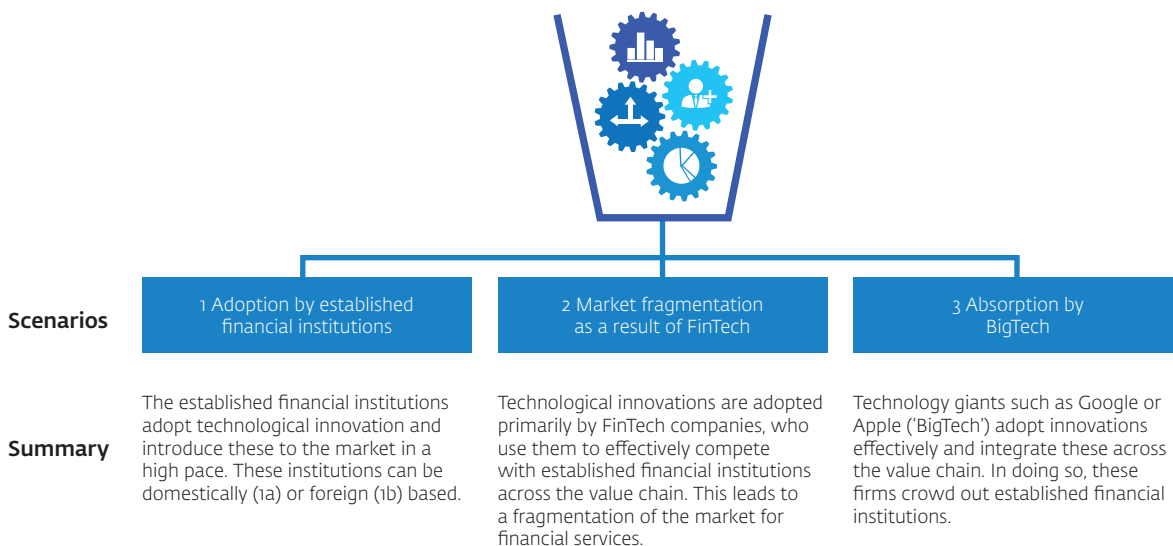 Scenarios
1 Adoption by established
financial institutions
2 Market fragmentation
as a result of FinTech
3 Absorption by
BigTech
Summary
The established financial institutions
adopt technological innovation and
introduce these to the market in a
high pace. These institutions can be
domestically (1a) or foreign (1b) based.
Technological innovations are adopted
primarily by FinTech companies, who
use them to effectively compete
with established financial institutions
across the value chain. This leads to
a fragmentation of the market for
financial services.
Technology giants such as Google or
Apple (‘BigTech’) adopt innovations
effectively and integrate these across
the value chain. In doing so, these
firms crowd out established financial
institutions.